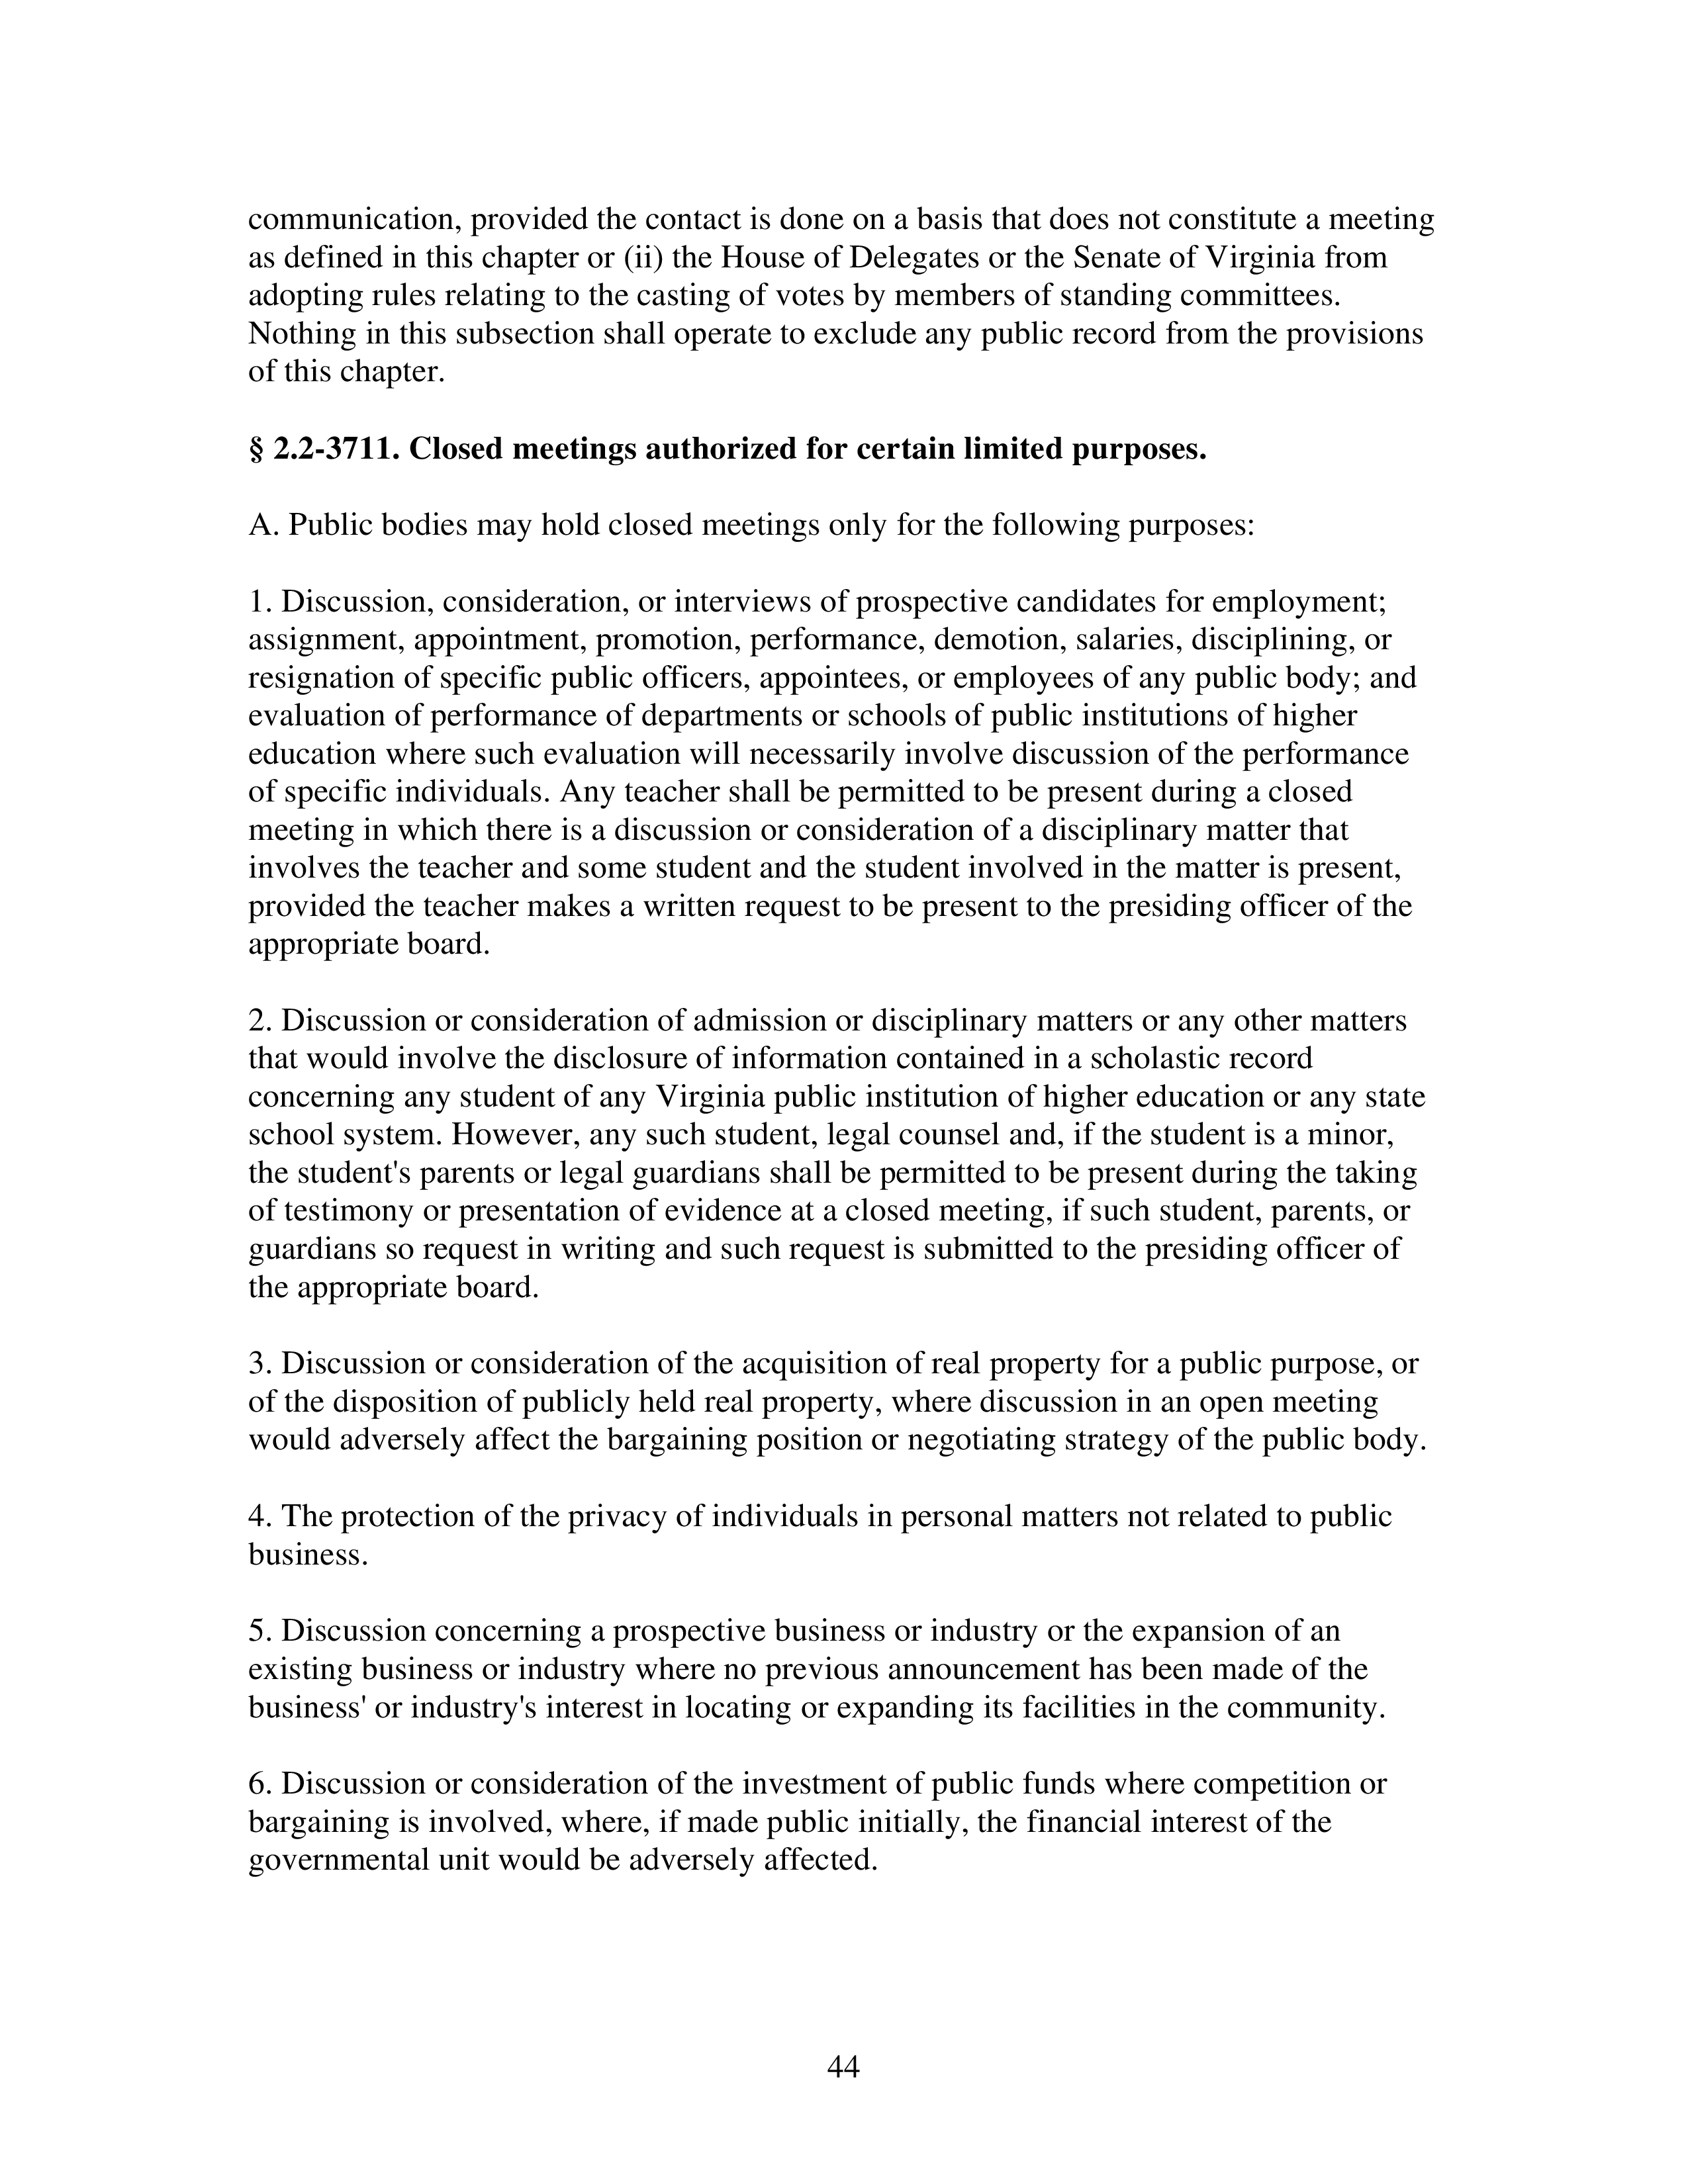 communication, provided the contact is done on a basis that does not constitute a meeting
as defined in this chapter or (ii) the House of Delegates or the Senate of Virginia from
adopting rules relating to the casting of votes by members of standing committees.
Nothing in this subsection shall operate to exclude any public record from the provisions
of this chapter.
§ 2.2-3711. Closed meetings authorized for certain limited purposes.
A. Public bodies may hold closed meetings only for the following purposes:
1. Discussion, consideration, or interviews of prospective candidates for employment;
assignment, appointment, promotion, performance, demotion, salaries, disciplining, or
resignation of specific public officers, appointees, or employees of any public body; and
evaluation of performance of departments or schools of public institutions of higher
education where such evaluation will necessarily involve discussion of the performance
of specific individuals. Any teacher shall be permitted to be present during a closed
meeting in which there is a discussion or consideration of a disciplinary matter that
involves the teacher and some student and the student involved in the matter is present,
provided the teacher makes a written request to be present to the presiding officer of the
appropriate board.
2. Discussion or consideration of admission or disciplinary matters or any other matters
that would involve the disclosure of information contained in a scholastic record
concerning any student of any Virginia public institution of higher education or any state
school system. However, any such student, legal counsel and, if the student is a minor,
the student's parents or legal guardians shall be permitted to be present during the taking
of testimony or presentation of evidence at a closed meeting, if such student, parents, or
guardians so request in writing and such request is submitted to the presiding officer of
the appropriate board.
3. Discussion or consideration of the acquisition of real property for a public purpose, or
of the disposition of publicly held real property, where discussion in an open meeting
would adversely affect the bargaining position or negotiating strategy of the public body.
4. The protection of the privacy of individuals in personal matters not related to public
business.
5. Discussion concerning a prospective business or industry or the expansion of an
existing business or industry where no previous announcement has been made of the
business' or industry's interest in locating or expanding its facilities in the community.
6. Discussion or consideration of the investment of public funds where competition or
bargaining is involved, where, if made public initially, the financial interest of the
governmental unit would be adversely affected.
44